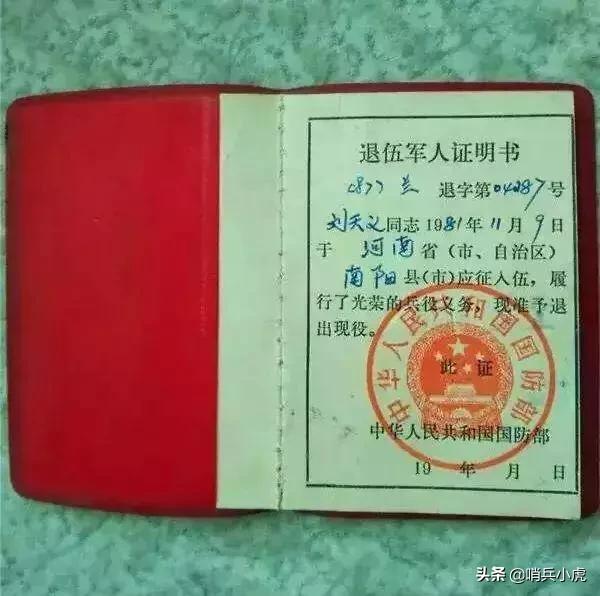 退伍军人证明书
(87)兰 退字第04287号
刘天义同志1981年11月9日
于 河南省(市、自治区)
南阳县(市)应征入伍,履
行了光荣的兵役义务,现准予退
出现役。
此证
中华人民共和国国防部
中华人民共和国国防部
19 年 月 日
头条 @哨兵小虎